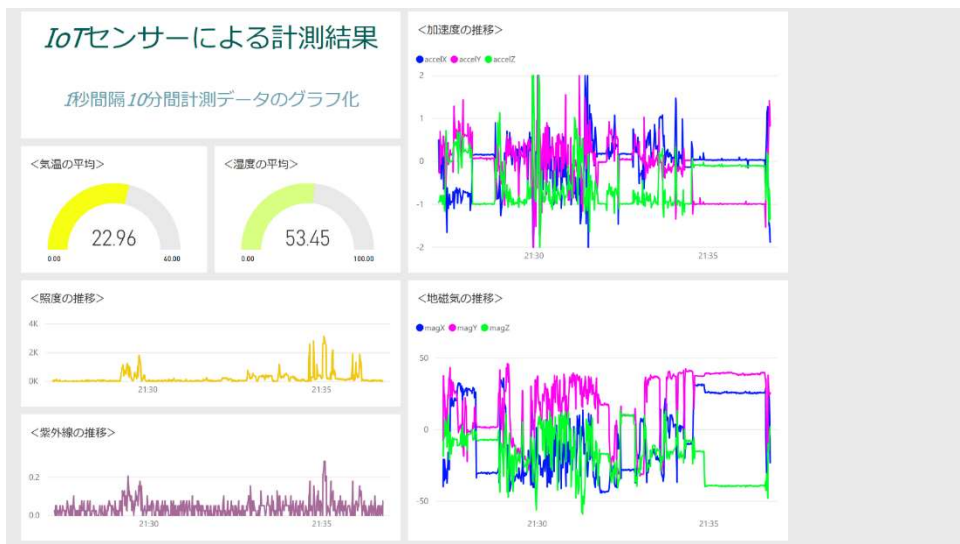 IoTセンサーによる計測結果
1秒間隔10分間計測データのグラフ化
＜気温の平均＞
22.96
0.00 40.00
＜湿度の平均＞
53.45
0.00 100.00
＜照度の推移＞
4K
2K
0K
21:30 21:35
＜紫外線の推移＞
0.2
0.0
21:30 21:35
＜加速度の推移＞
accelX accelY accelZ
2
1
0
-1
-2
21:30 21:35
＜地磁気の推移＞
magX magY magZ
50
0
-50
21:30 21:35